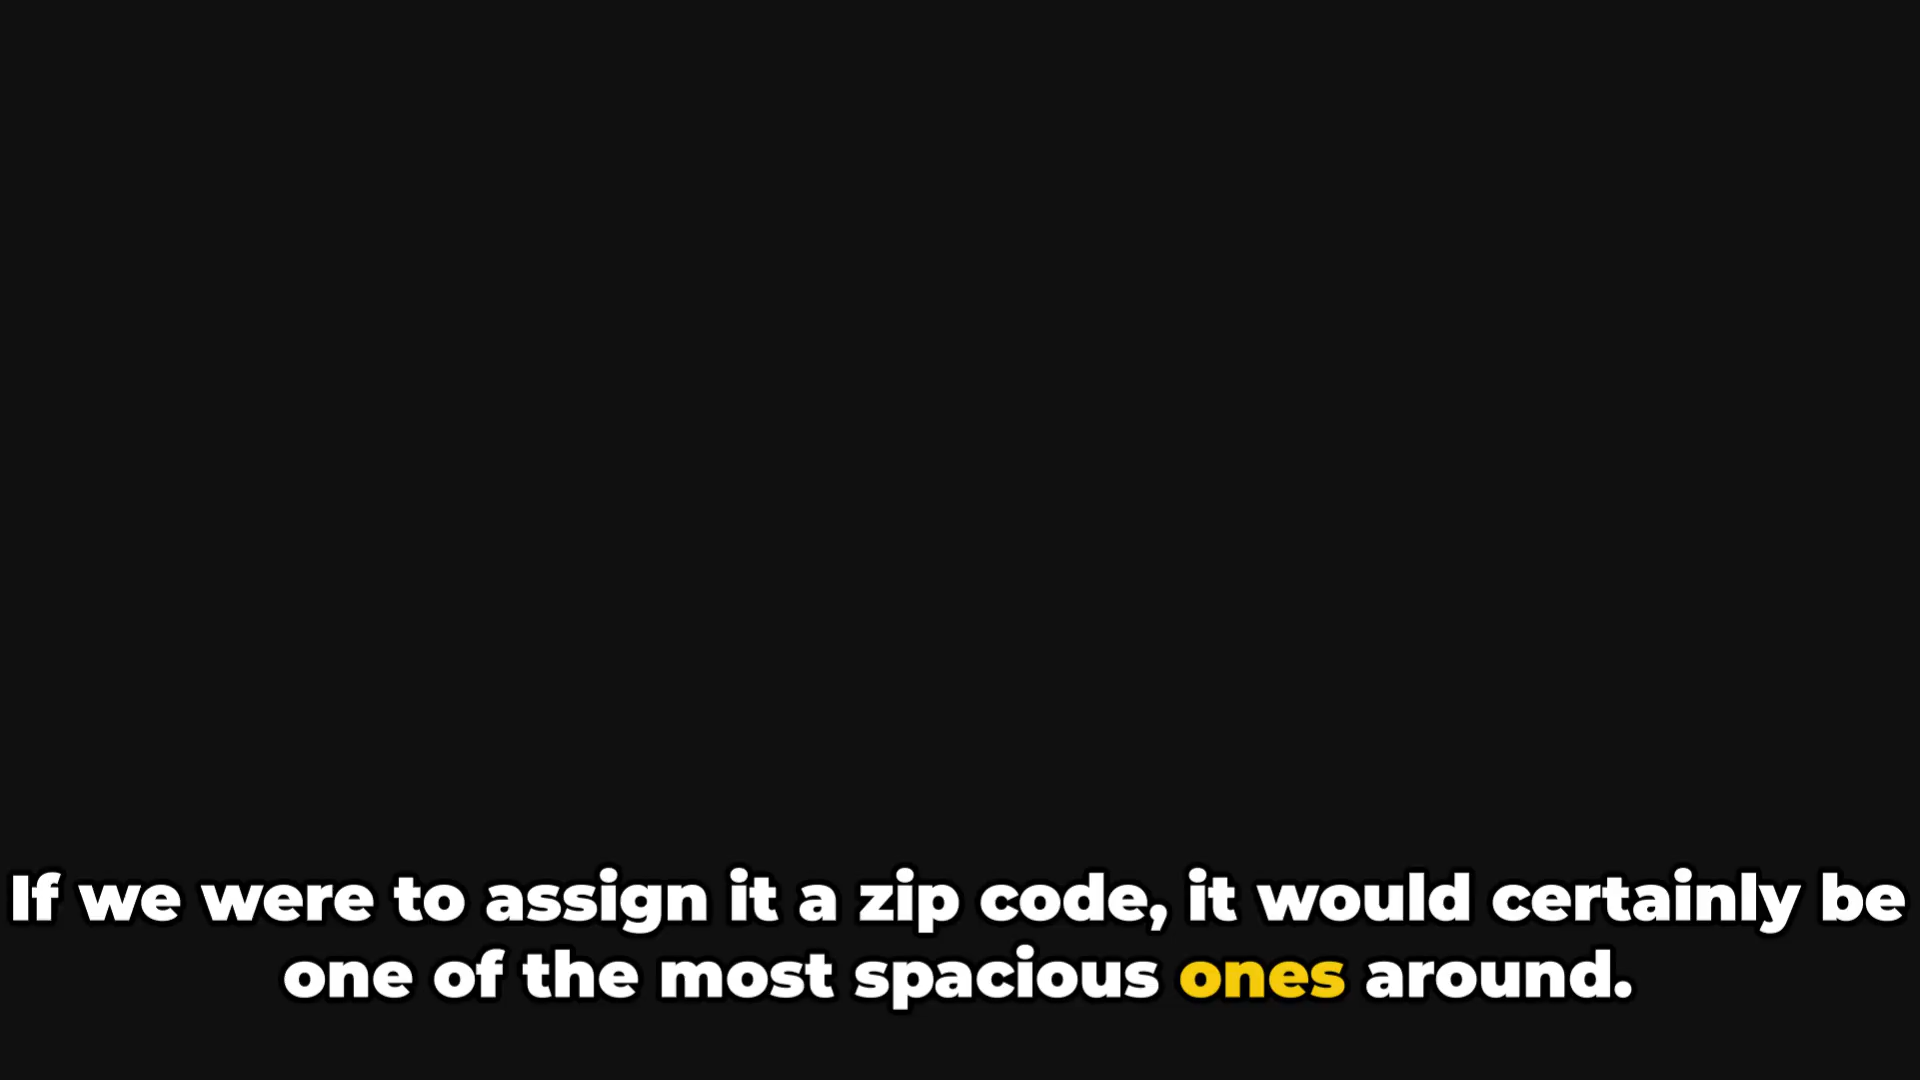 If we were to assign it a zip code, it would certainly be
one of the most spacious ones around.